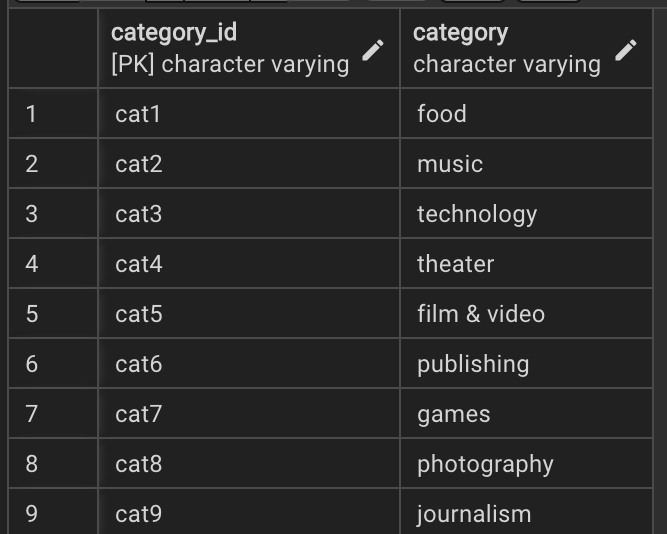 category_id category
[PK] character varying character varying
1 cat1 food
2 cat2 music
3 cat3 technology
4 cat4 theater
5 cat5 film & video
6 cat6 publishing
7 cat7 games
8 cat8 photography
9 cat9 journalism